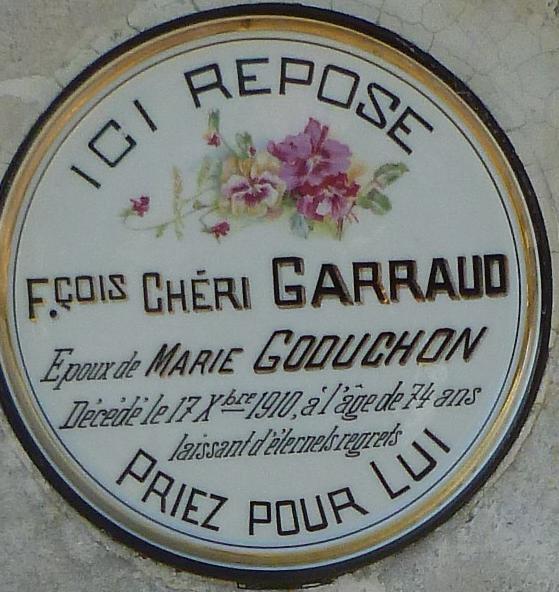 ICI REPOSE
F.ÇOIS CHÉRI GARRAUD
Epoux de MARIE GODUCHON
Décédé le 17 Xbre 1910, à l'âge de 74 ans
laissant d'éternels regrets
PRIEZ POUR LUI